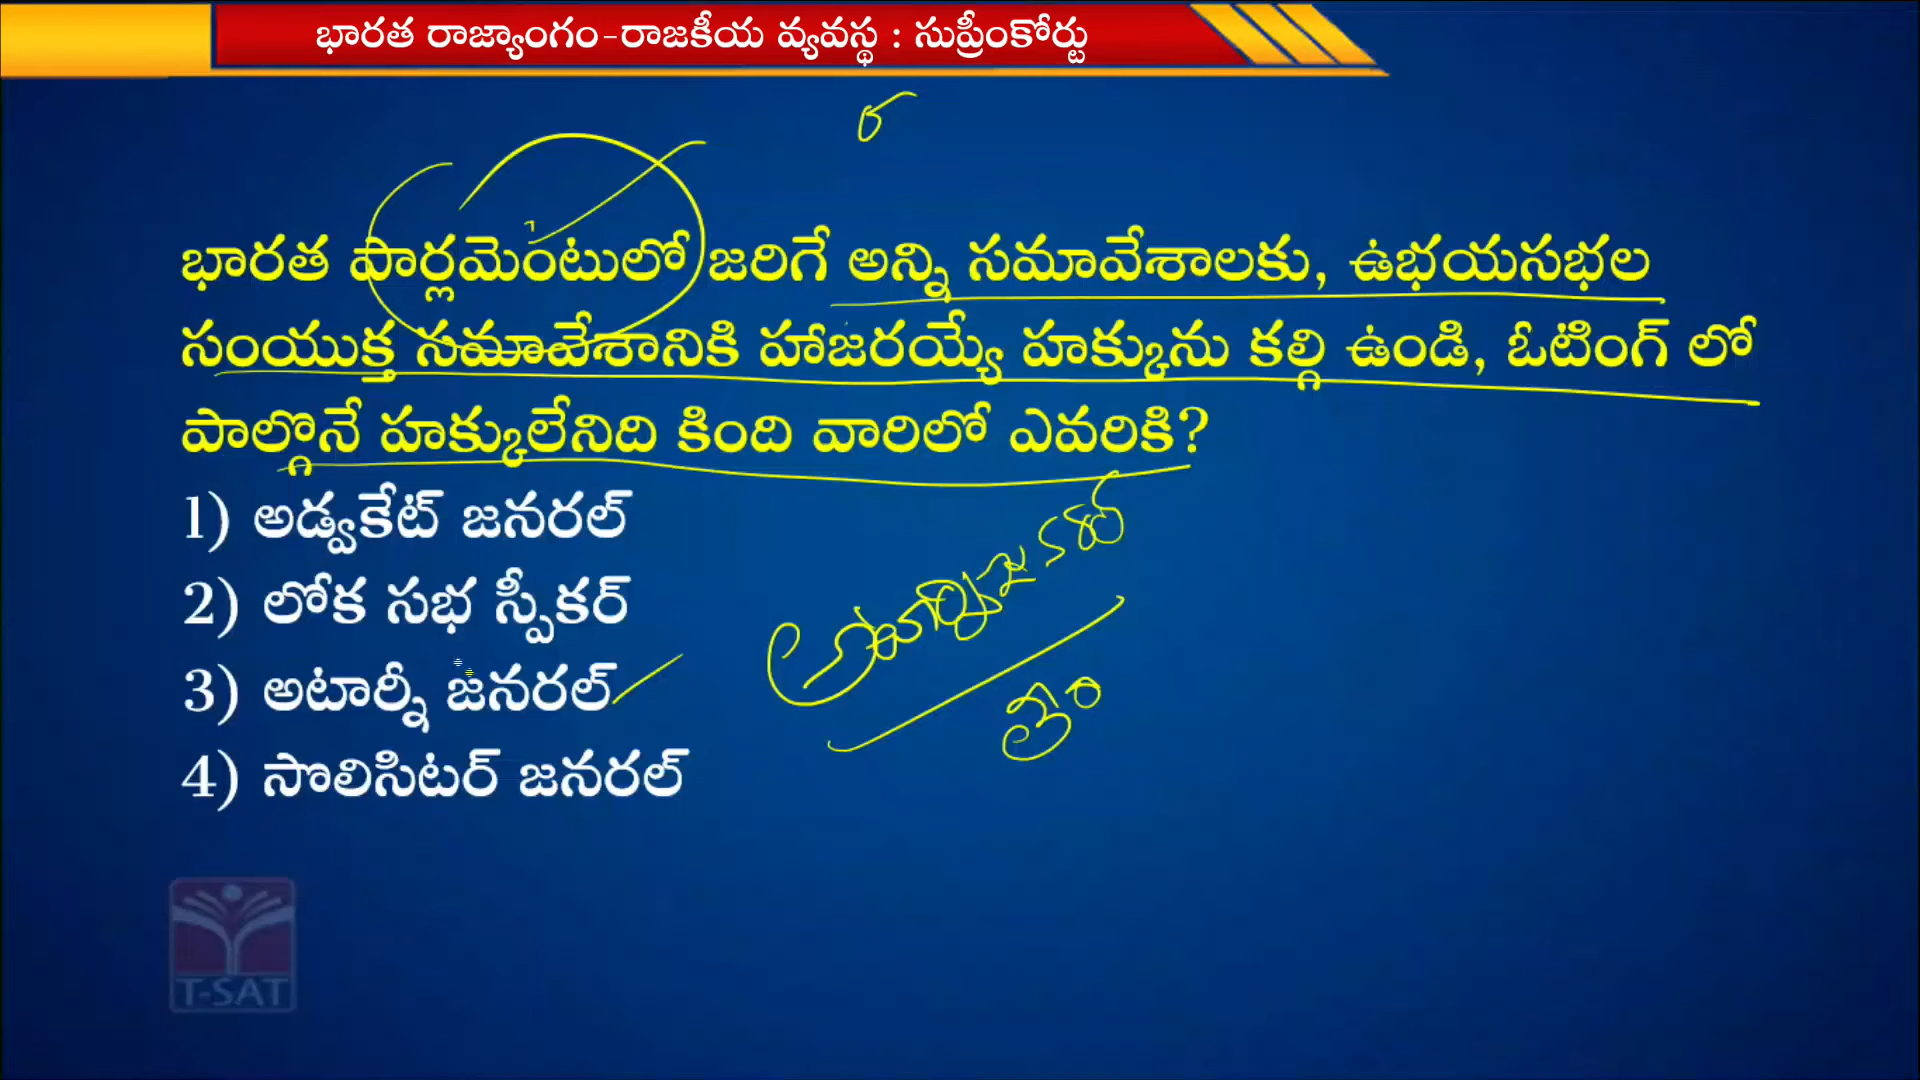 భారత రాజ్యాంగం-రాజకీయ వ్యవస్థ : సుప్రీంకోర్టు
భారత పార్లమెంటులో జరిగే అన్ని సమావేశాలకు, ఉభయసభల
సంయుక్త సమావేశానికి హాజరయ్యే హక్కును కల్గి ఉండి, ఓటింగ్ లో
పాల్గొనే హక్కులేనిది కింది వారిలో ఎవరికి?
1) అడ్వకేట్ జనరల్
2) లోక సభ స్పీకర్
3) అటార్నీ జనరల్
4) సొలిసిటర్ జనరల్
T-SAT